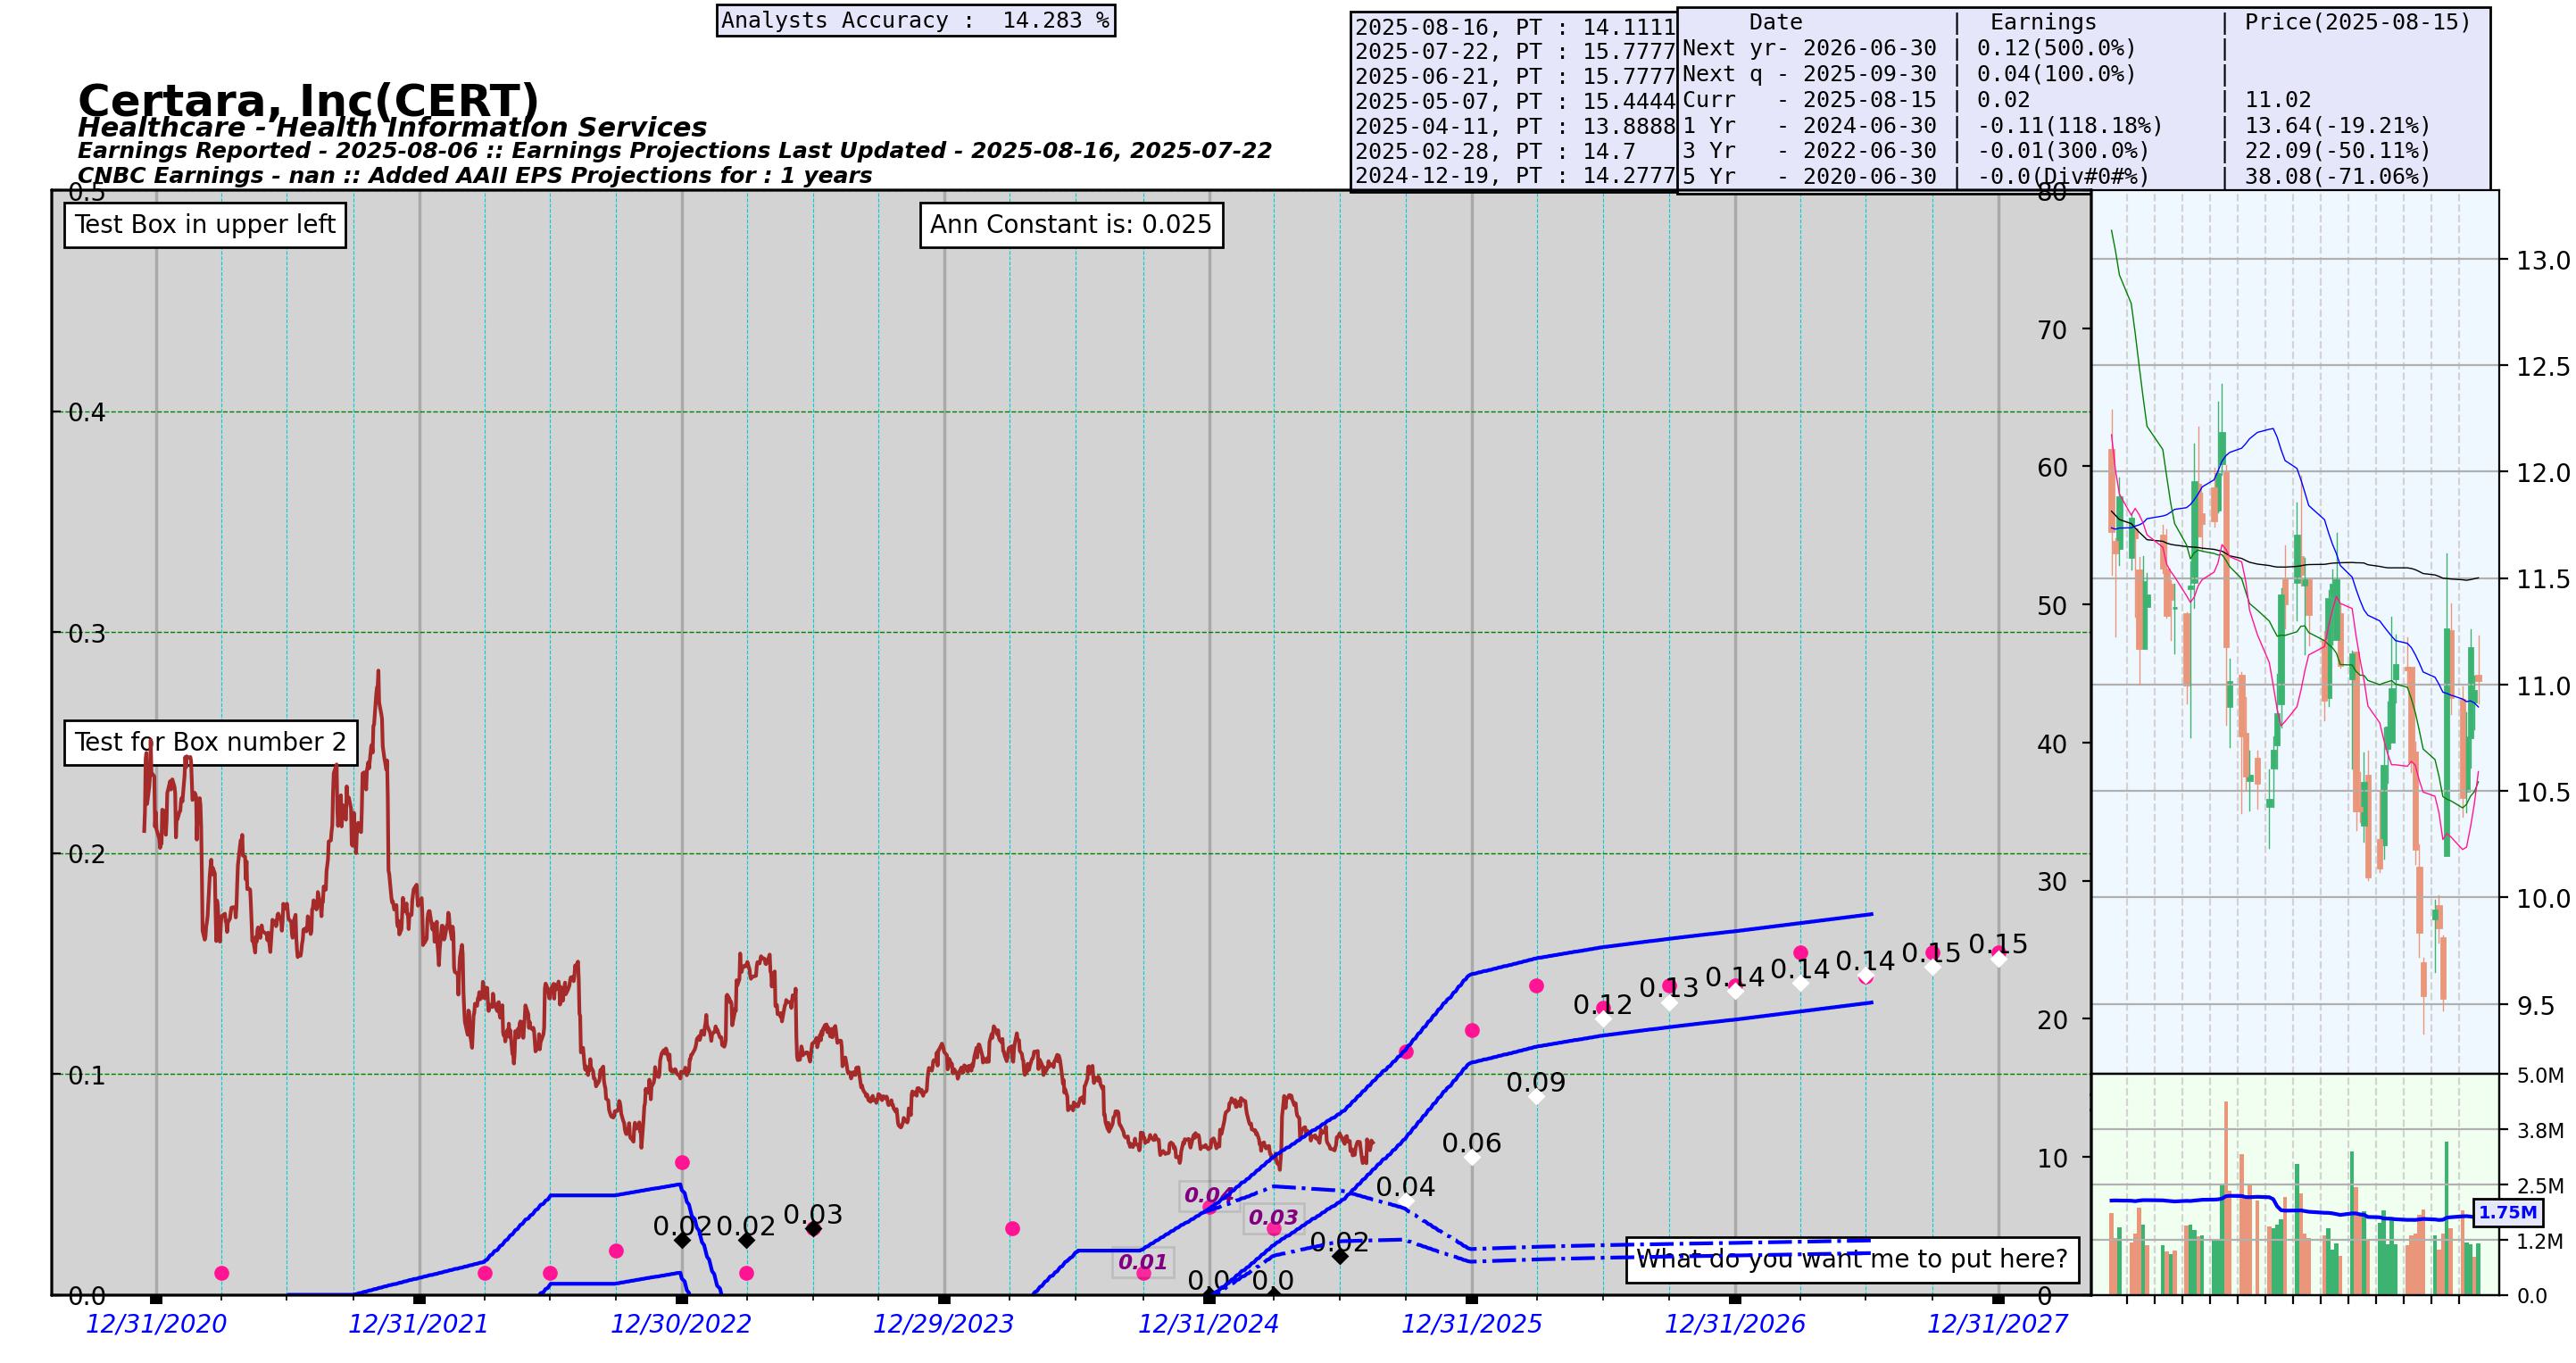 Analysts Accuracy :  14.283 %
2025-08-16, PT : 14.1111
2025-07-22, PT : 15.7777
2025-06-21, PT : 15.7777
2025-05-07, PT : 15.4444
2025-04-11, PT : 13.8888
2025-02-28, PT : 14.7
2024-12-19, PT : 14.2777
Date | Earnings | Price(2025-08-15)
Next yr- 2026-06-30 | 0.12(500.0%) |
Next q - 2025-09-30 | 0.04(100.0%) |
Curr - 2025-08-15 | 0.02 | 11.02
1 Yr - 2024-06-30 | -0.11(118.18%) | 13.64(-19.21%)
3 Yr - 2022-06-30 | -0.01(300.0%) | 22.09(-50.11%)
5 Yr - 2020-06-30 | -0.0(Div#0#%) | 38.08(-71.06%)
Certara, Inc(CERT)
Healthcare - Health Information Services
Earnings Reported - 2025-08-06 :: Earnings Projections Last Updated - 2025-08-16, 2025-07-22
CNBC Earnings - nan :: Added AAII EPS Projections for : 1 years
Test Box in upper left
Ann Constant is: 0.025
Test for Box number 2
What do you want me to put here?
0.5
0.4
0.3
0.2
0.1
0.0
80
70
60
50
40
30
20
10
0
13.0
12.5
12.0
11.5
11.0
10.5
10.0
9.5
5.0M
3.8M
2.5M
1.75M
1.2M
0.0
0.02
0.02
0.03
0.01
0.04
0.03
0.0
0.0
0.02
0.04
0.06
0.09
0.12
0.13
0.14
0.14
0.14
0.15
0.15
12/31/2020
12/31/2021
12/30/2022
12/29/2023
12/31/2024
12/31/2025
12/31/2026
12/31/2027